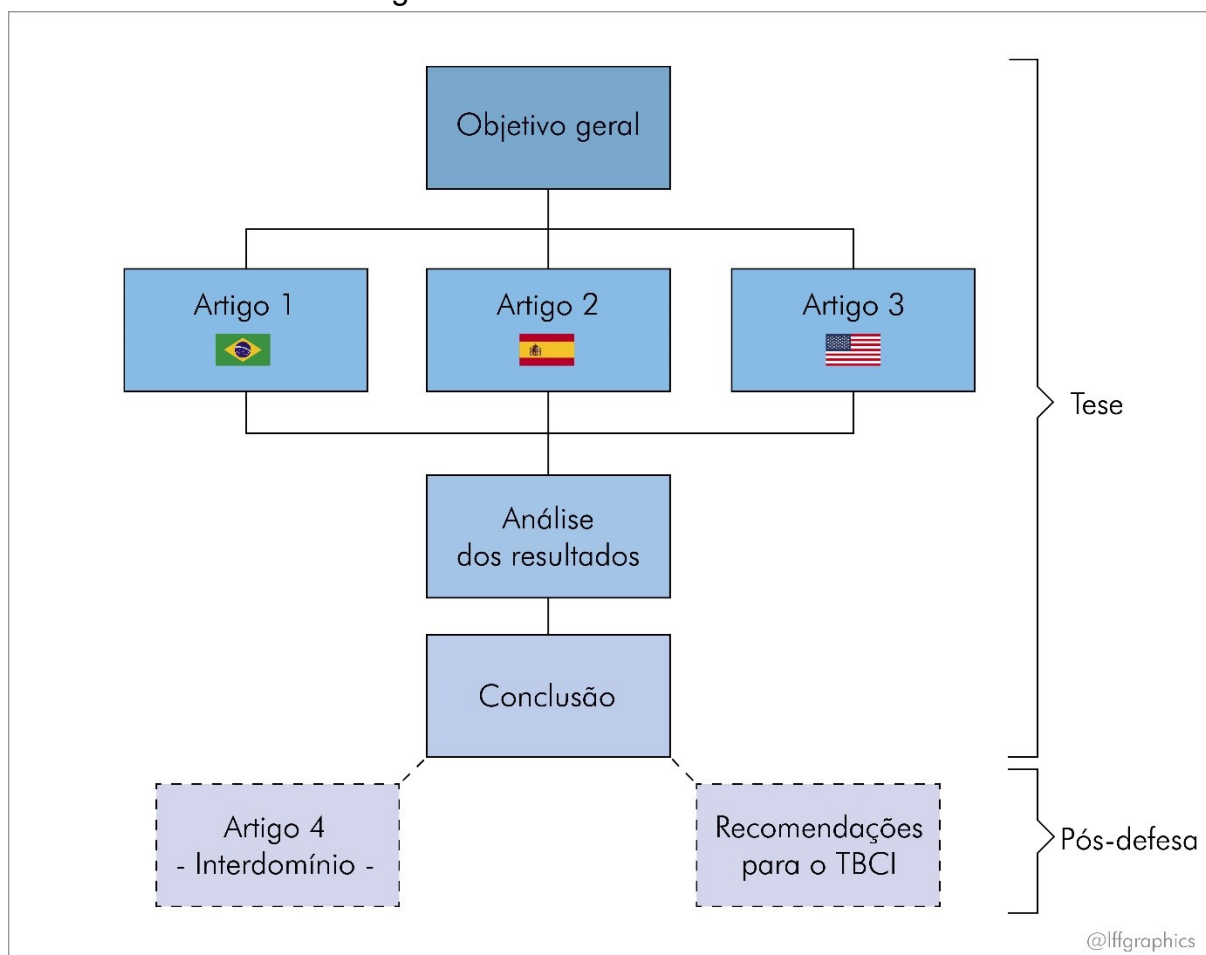 Objetivo geral
Artigo 1
Artigo 2
Artigo 3
Tese
Análise
dos resultados
Conclusão
Artigo 4
- Interdomínio -
Recomendações
para o TBCI
Pós-defesa
@lffgraphics